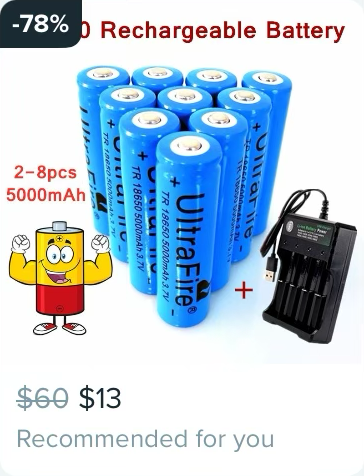 -78%
0 Rechargeable Battery
2-8pcs
5000mAh
+ UltraFire® -
TR 18650 5000mAh 3.7V
+
$60 $13
Recommended for you